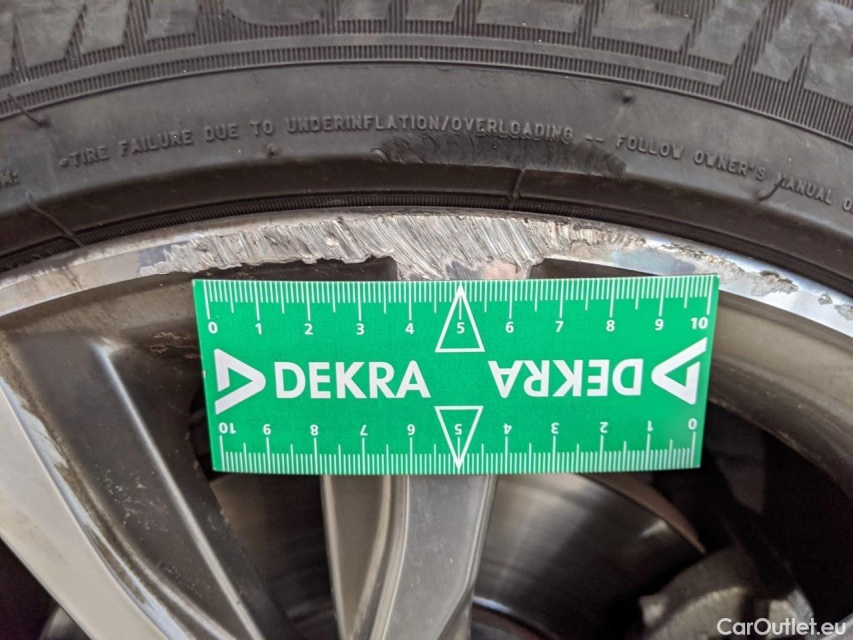 MICHELIN
M:
TIRE FAILURE DUE TO UNDERINFLATION/OVERLOADING -- FOLLOW OWNER'S MANUAL
0 1 2 3 4 5 6 7 8 9 10
DEKRA DEKRA
10 9 8 7 6 5 4 3 2 1 0
CarOutlet.eu